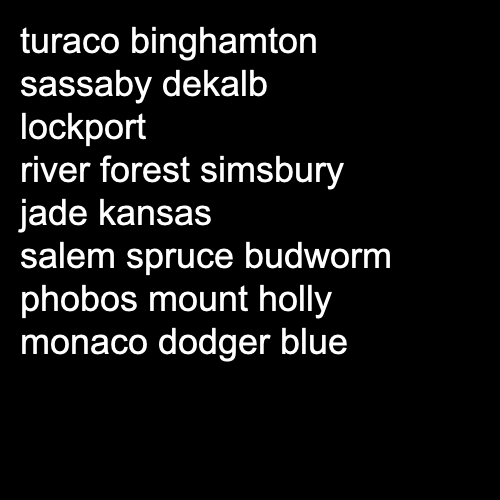 turaco binghamton
sassaby dekalb
lockport
river forest simsbury
jade kansas
salem spruce budworm
phobos mount holly
monaco dodger blue